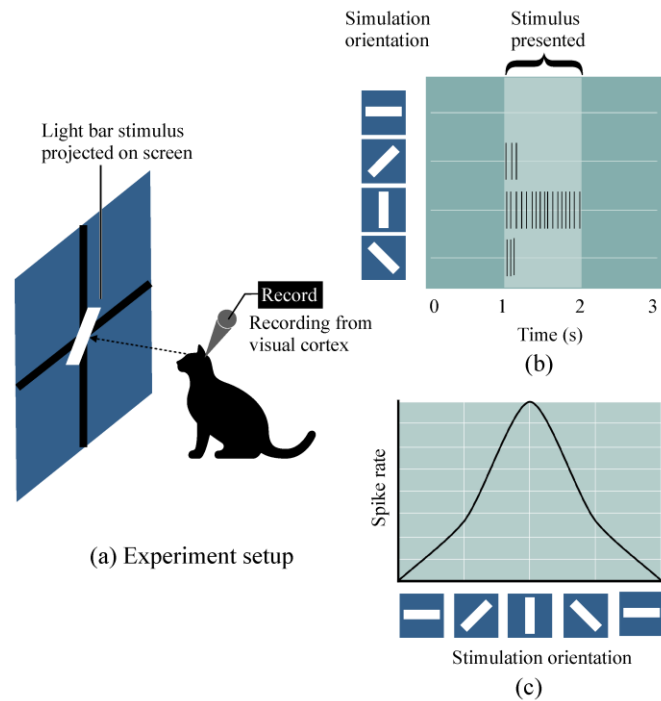 Simulation
orientation
Stimulus
presented
Light bar stimulus
projected on screen
Record
Recording from
visual cortex
0 1 2 3
Time (s)
(b)
(a) Experiment setup
Spike rate
Stimulation orientation
(c)